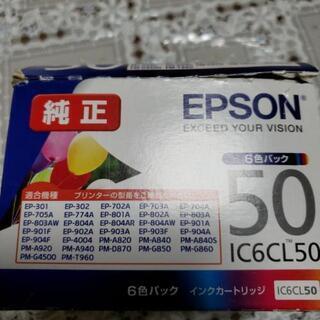 純正
EPSON
EXCEED YOUR VISION
6色パック
50
IC6CL50
適合機種
プリンターの型番をご確認
EP-301 EP-302 EP-702A EP-703A EP-704A
EP-705A EP-774A EP-801A EP-802A EP-803A
EP-803AW EP-804A EP-804AR EP-804AW EP-901A
EP-901F EP-902A EP-903A EP-903F EP-904A
EP-904F EP-4004 PM-A820 PM-A840 PM-A840S
PM-A920 PM-A940 PM-D870 PM-G850 PM-G860
PM-G4500 PM-T960
6色パック インクカートリッジ IC6CL50